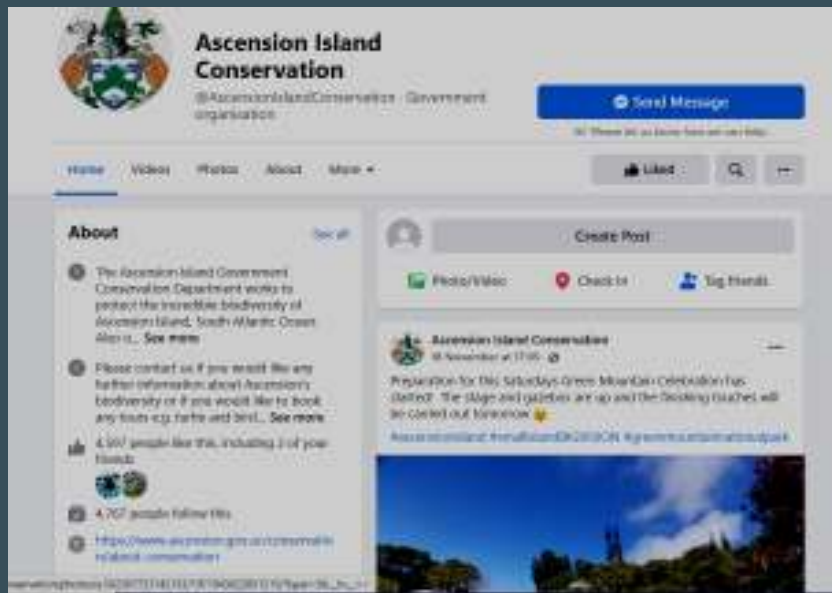 Ascension Island
Conservation
@AscensionIslandConservation · Government
organisation
Send Message
Home Videos Photos About More
Liked
About
See all
The Ascension Island Government
Conservation Department works to
protect the incredible biodiversity of
Ascension Island, South Atlantic Ocean.
Also o... See more
Please contact us if you would like any
further information about Ascension's
biodiversity or if you would like to book
any tours e.g. turtle and bird... See more
people like this, including 2 of your
friends
people follow this
Create Post
Photo/Video Check In Tag Friends
Ascension Island Conservation
November at
Preparation for this Saturdays Green Mountain Celebration has
started! The stage and gazebos are up and the finishing touches will
be carried out tomorrow
#ascensionisland #greenmountainnationalpark